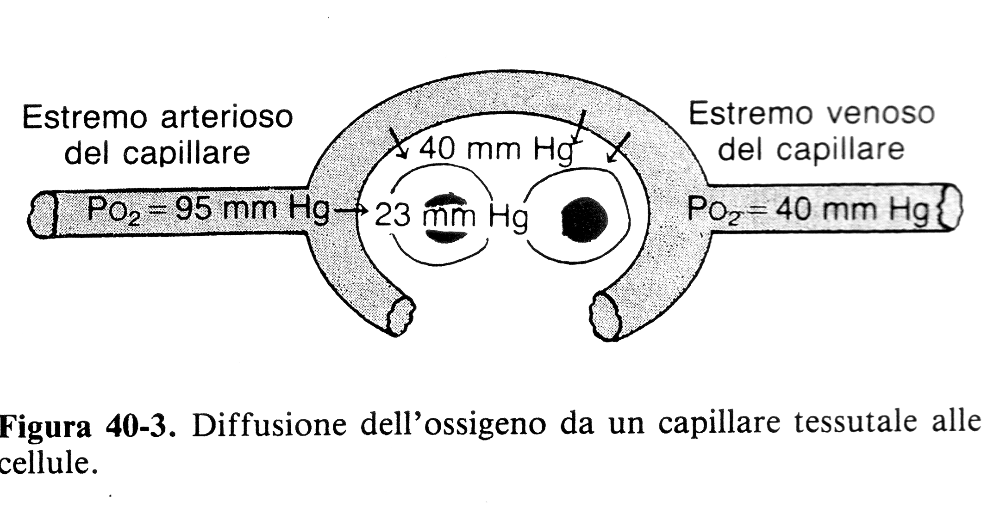 Estremo arterioso
del capillare
Estremo venoso
del capillare
40 mm Hg
PO₂ = 95 mm Hg
23 mm Hg
PO₂ = 40 mm Hg
Figura 40-3. Diffusione dell'ossigeno da un capillare tessutale alle
cellule.